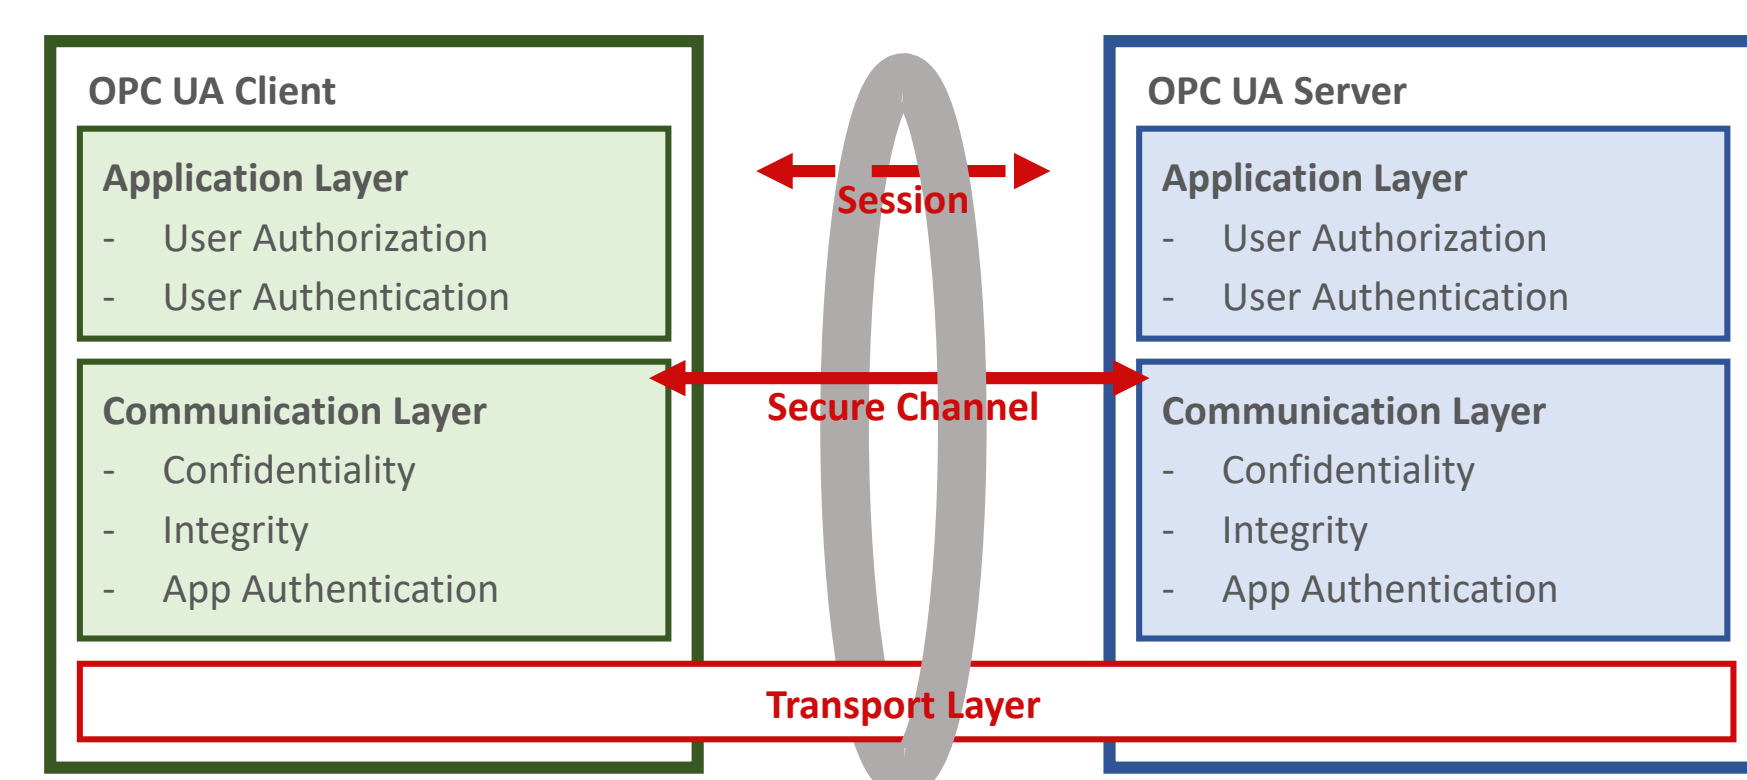 OPC UA Client
Application Layer
- User Authorization
- User Authentication
Communication Layer
- Confidentiality
- Integrity
- App Authentication
Session
Secure Channel
OPC UA Server
Application Layer
- User Authorization
- User Authentication
Communication Layer
- Confidentiality
- Integrity
- App Authentication
Transport Layer